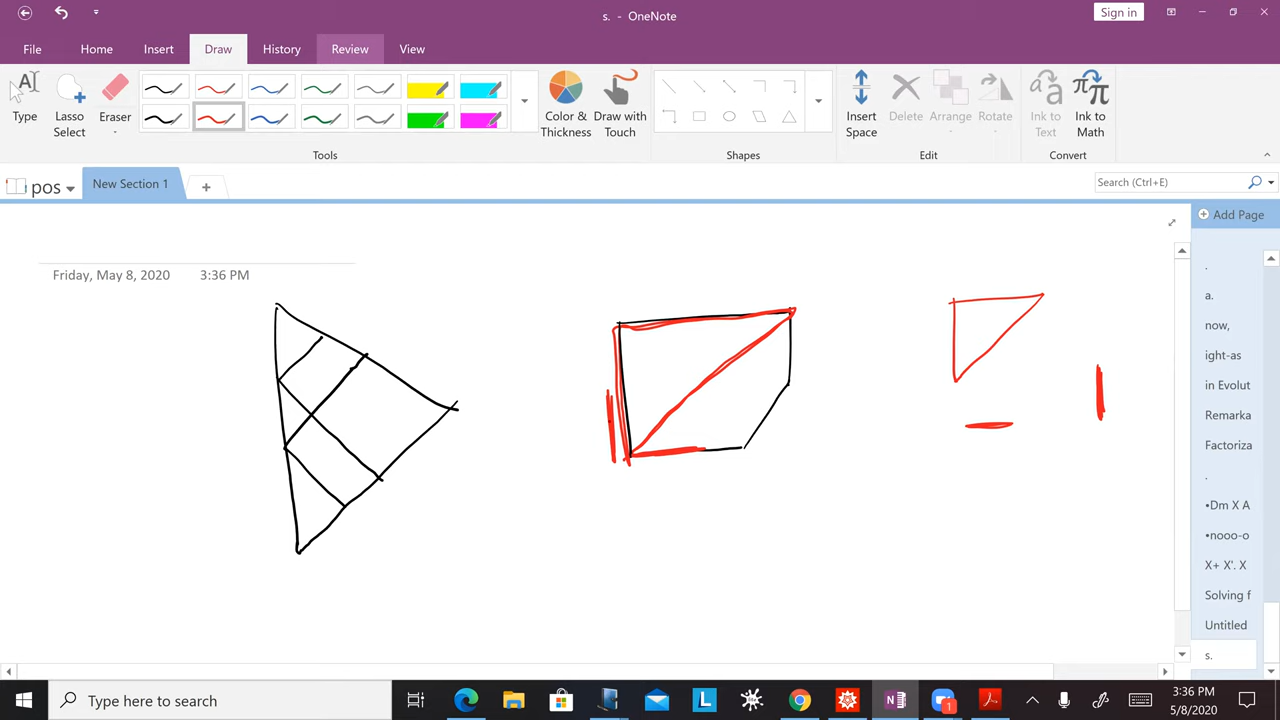 s. - OneNote
Sign in
File Home Insert Draw History Review View
Type
Lasso Select
Eraser
Color & Thickness
Draw with Touch
Insert Space
Delete
Arrange
Rotate
Ink to Text
Ink to Math
Tools
Shapes
Edit
Convert
pos
New Section 1
Search (Ctrl+E)
Add Page
Friday, May 8, 2020 3:36 PM
.
a.
now,
ight-as
in Evolut
Remarka
Factoriza
.
•Dm X A
•nooo-o
X+ X'. X
Solving f
Untitled
s.
Type here to search
3:36 PM
5/8/2020